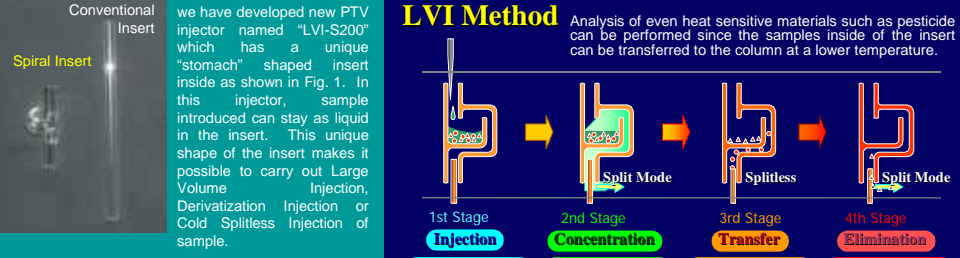 Conventional
Insert
Spiral Insert
we have developed new PTV
injector named “LVI-S200”
which has a unique
“stomach” shaped insert
inside as shown in Fig. 1. In
this injector, sample
introduced can stay as liquid
in the insert. This unique
shape of the insert makes it
possible to carry out Large
Volume Injection,
Derivatization Injection or
Cold Splitless Injection of
sample.
LVI Method
Analysis of even heat sensitive materials such as pesticide
can be performed since the samples inside of the insert
can be transferred to the column at a lower temperature.
Split Mode
Splitless
Split Mode
1st Stage
2nd Stage
3rd Stage
4th Stage
Injection
Concentration
Transfer
Elimination